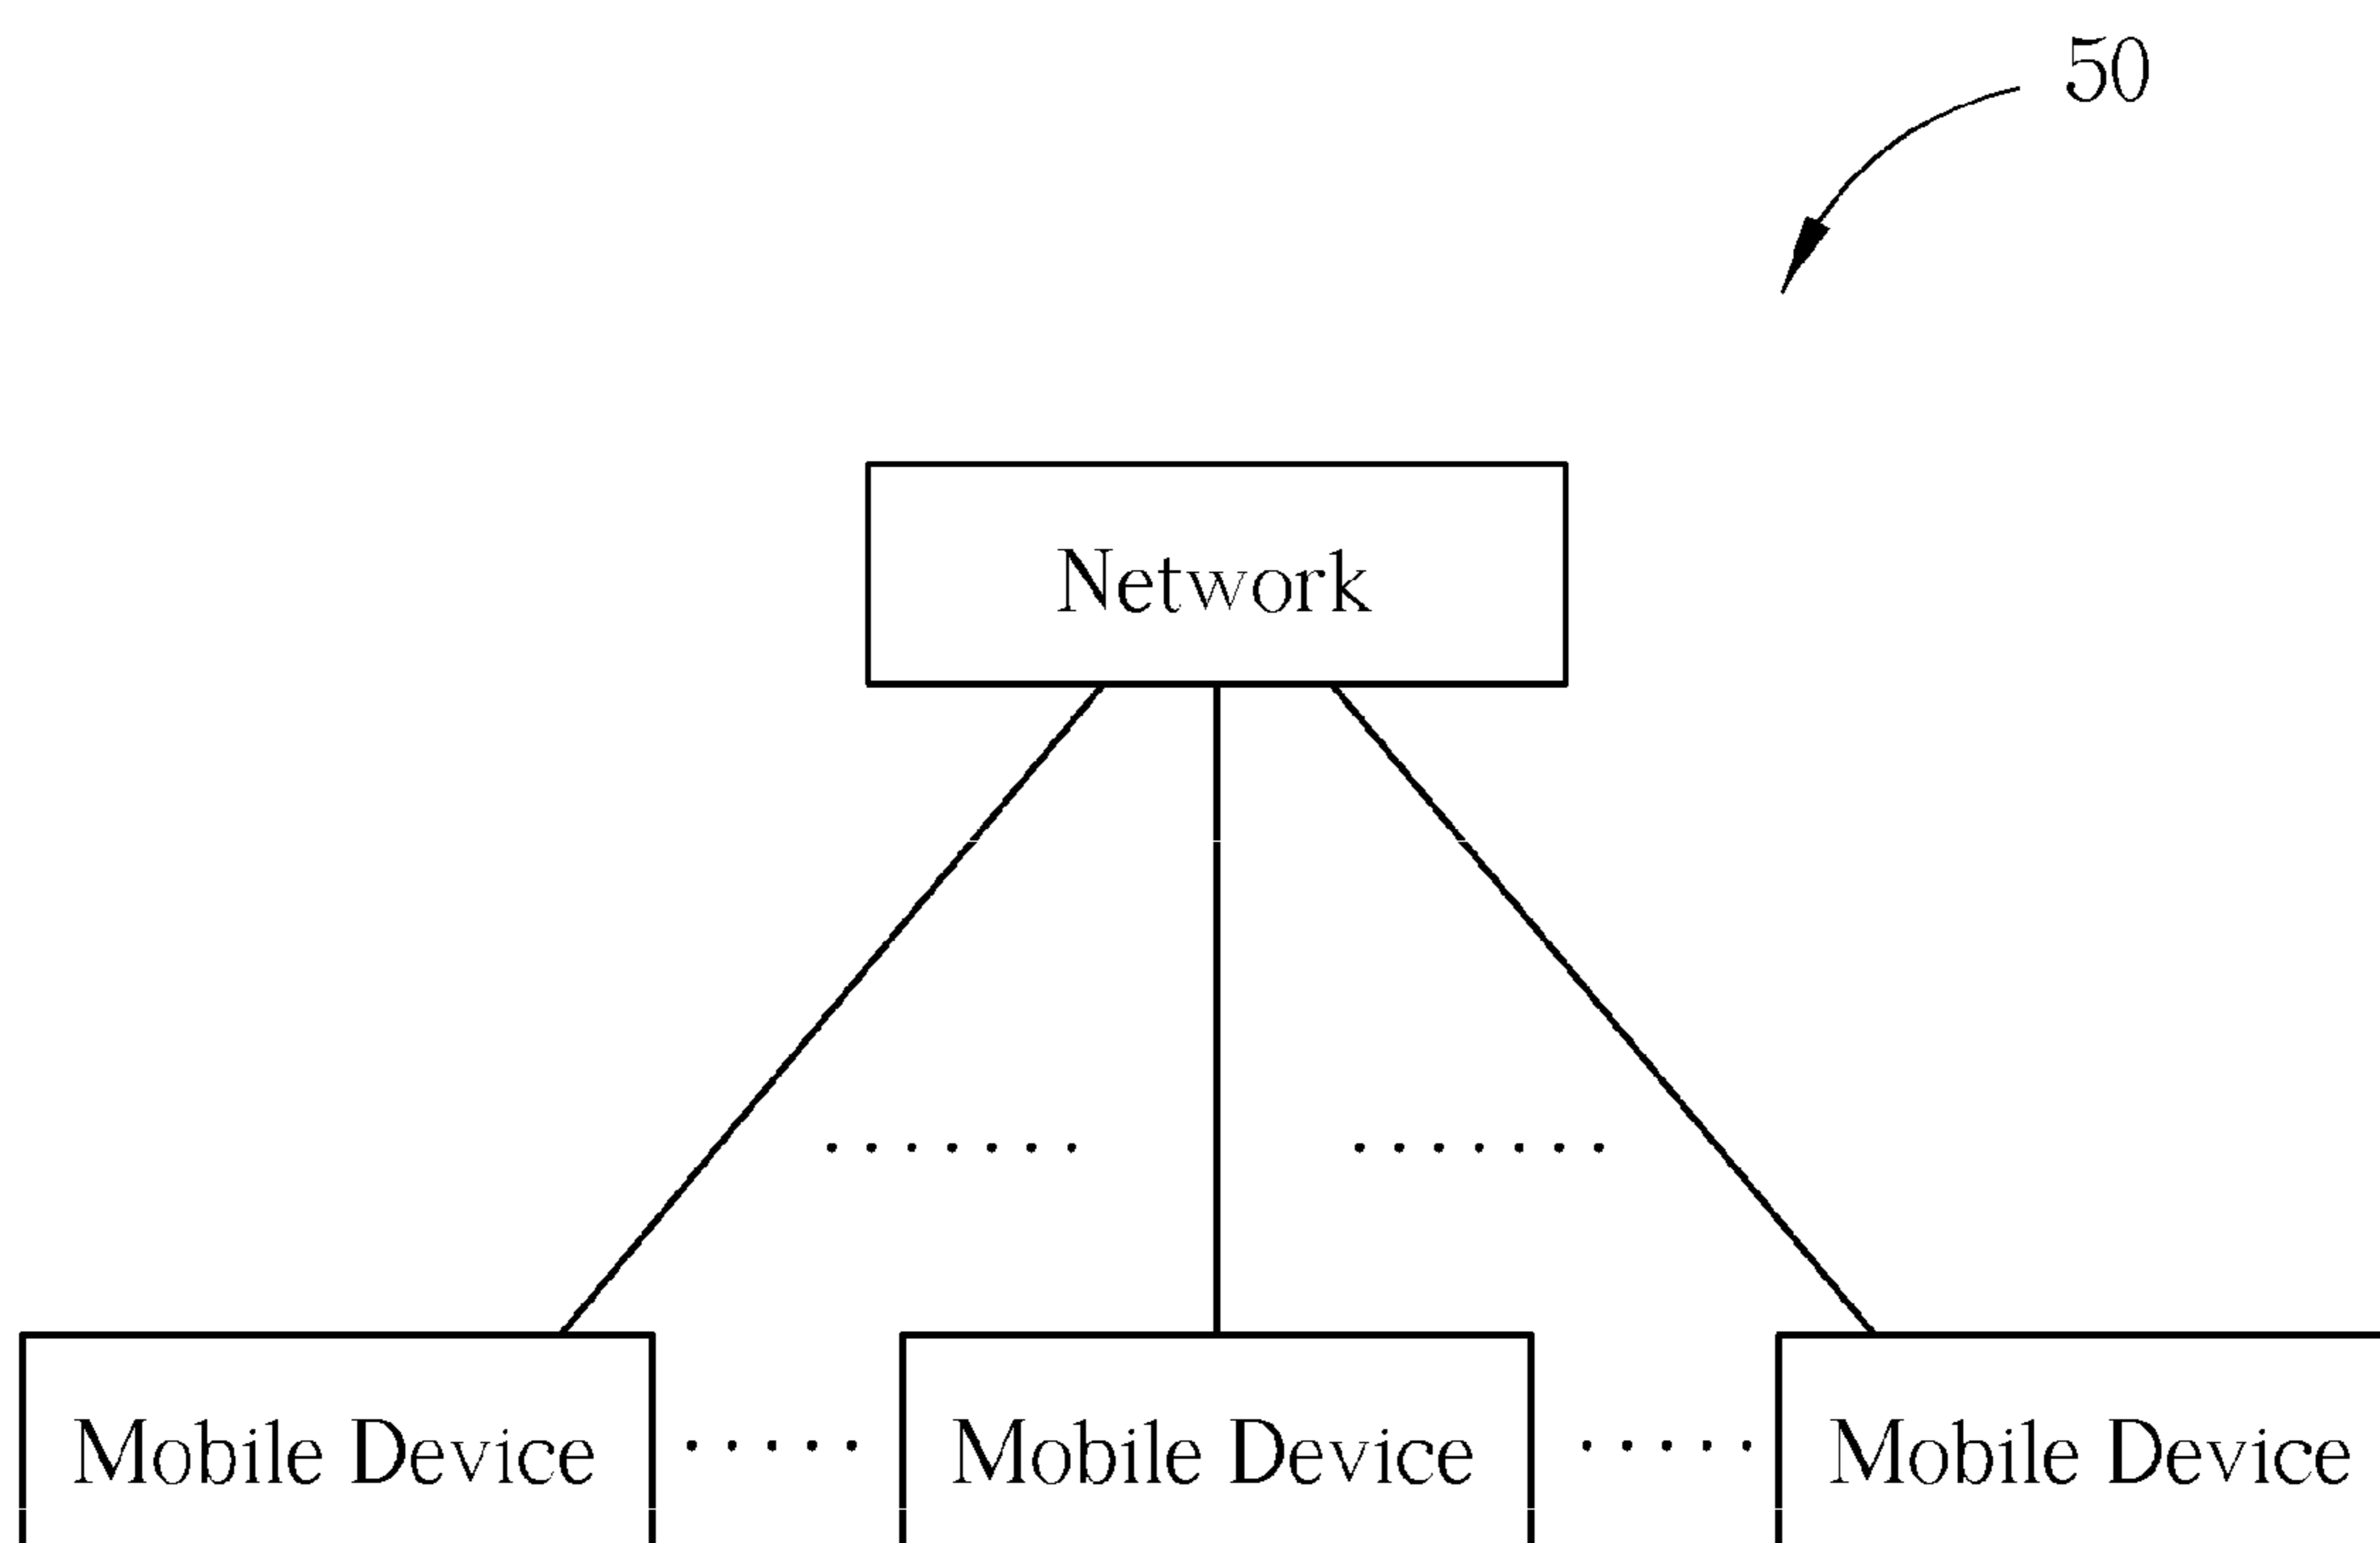 50
Network
Mobile Device ..... Mobile Device ..... Mobile Device